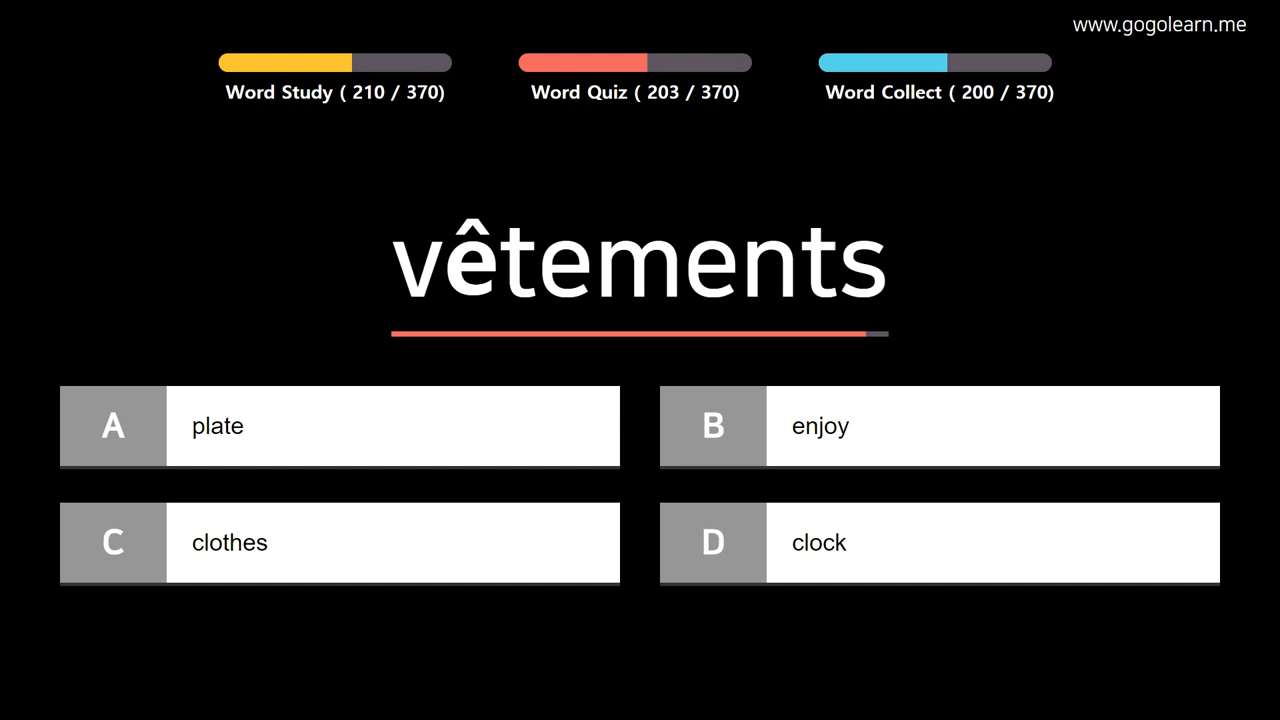 www.gogolearn.me
Word Study ( 210 / 370)
Word Quiz ( 203 / 370)
Word Collect ( 200 / 370)
vêtements
A plate
B enjoy
C clothes
D clock